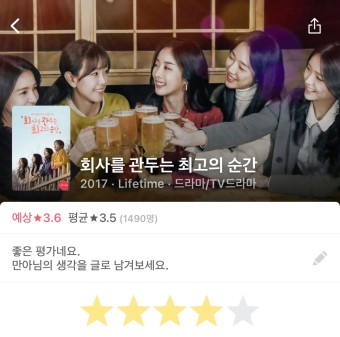 회사를 관두는
최고의 순간
회사를 관두는 최고의 순간
2017 · Lifetime · 드라마/TV드라마
예상★3.6 평균★3.5 (1490명)
좋은 평가네요.
만아님의 생각을 글로 남겨보세요.